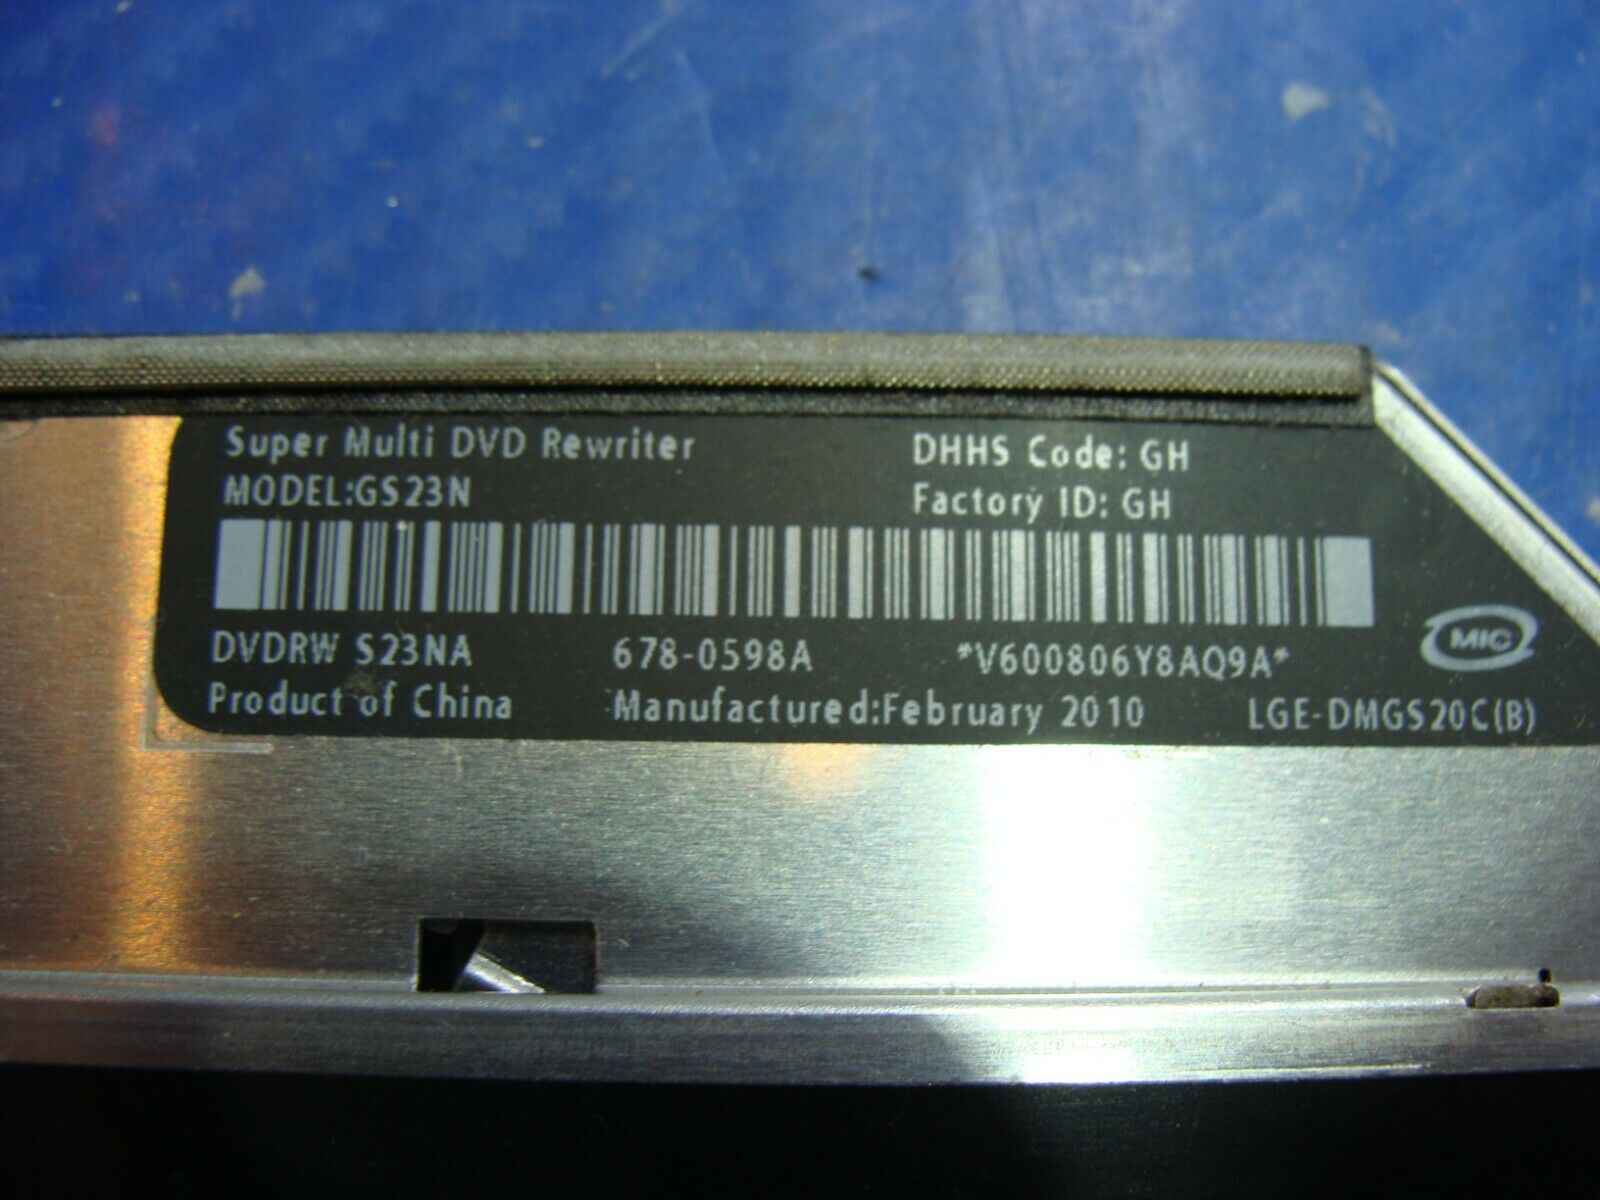 Super Multi DVD Rewriter
MODEL:GS23N
DHHS Code: GH
Factory ID: GH
DVDRW S23NA 678-0598A *V600806Y8AQ9A*
MIC
Product of China Manufactured:February 2010 LGE-DMGS20C(B)